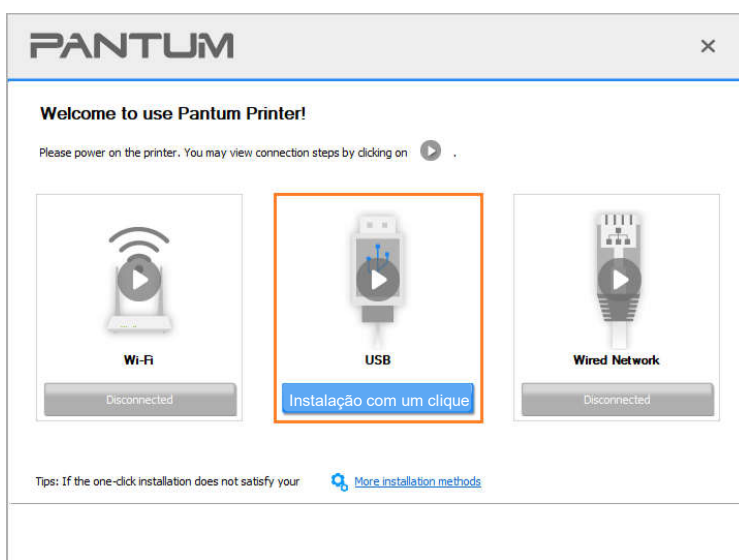 PANTUM
Welcome to use Pantum Printer!
Please power on the printer. You may view connection steps by clicking on .
Wi-Fi
USB
Wired Network
Disconnected
Instalação com um clique
Disconnected
Tips: If the one-click installation does not satisfy your
More installation methods